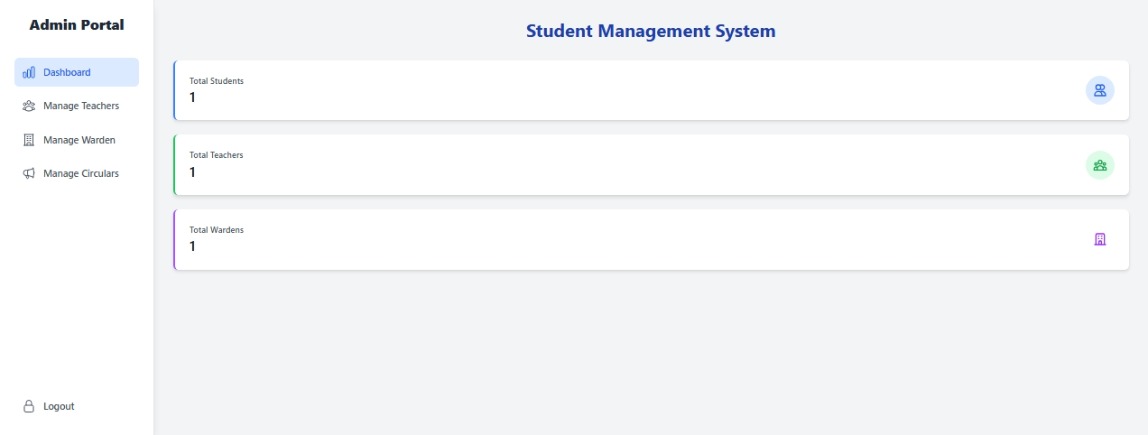 Admin Portal
Dashboard
Manage Teachers
Manage Warden
Manage Circulars
Logout
Student Management System
Total Students
1
Total Teachers
1
Total Wardens
1